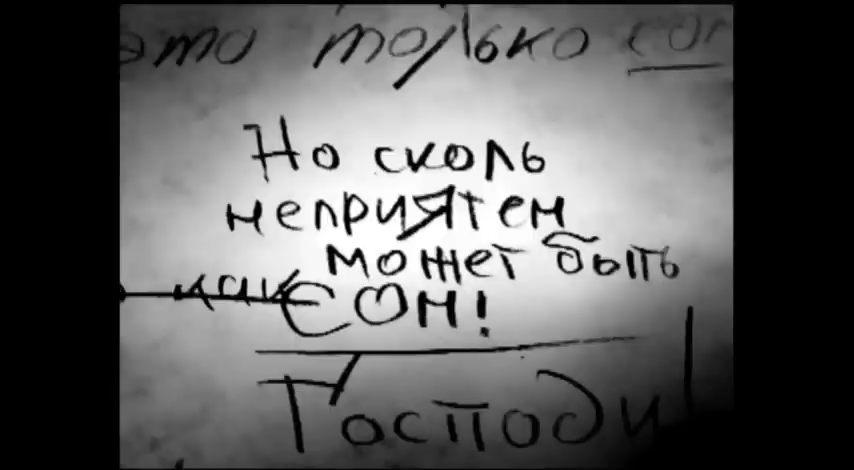 это только сон
Но сколь
неприятен
может быть
СОН!
Господи!